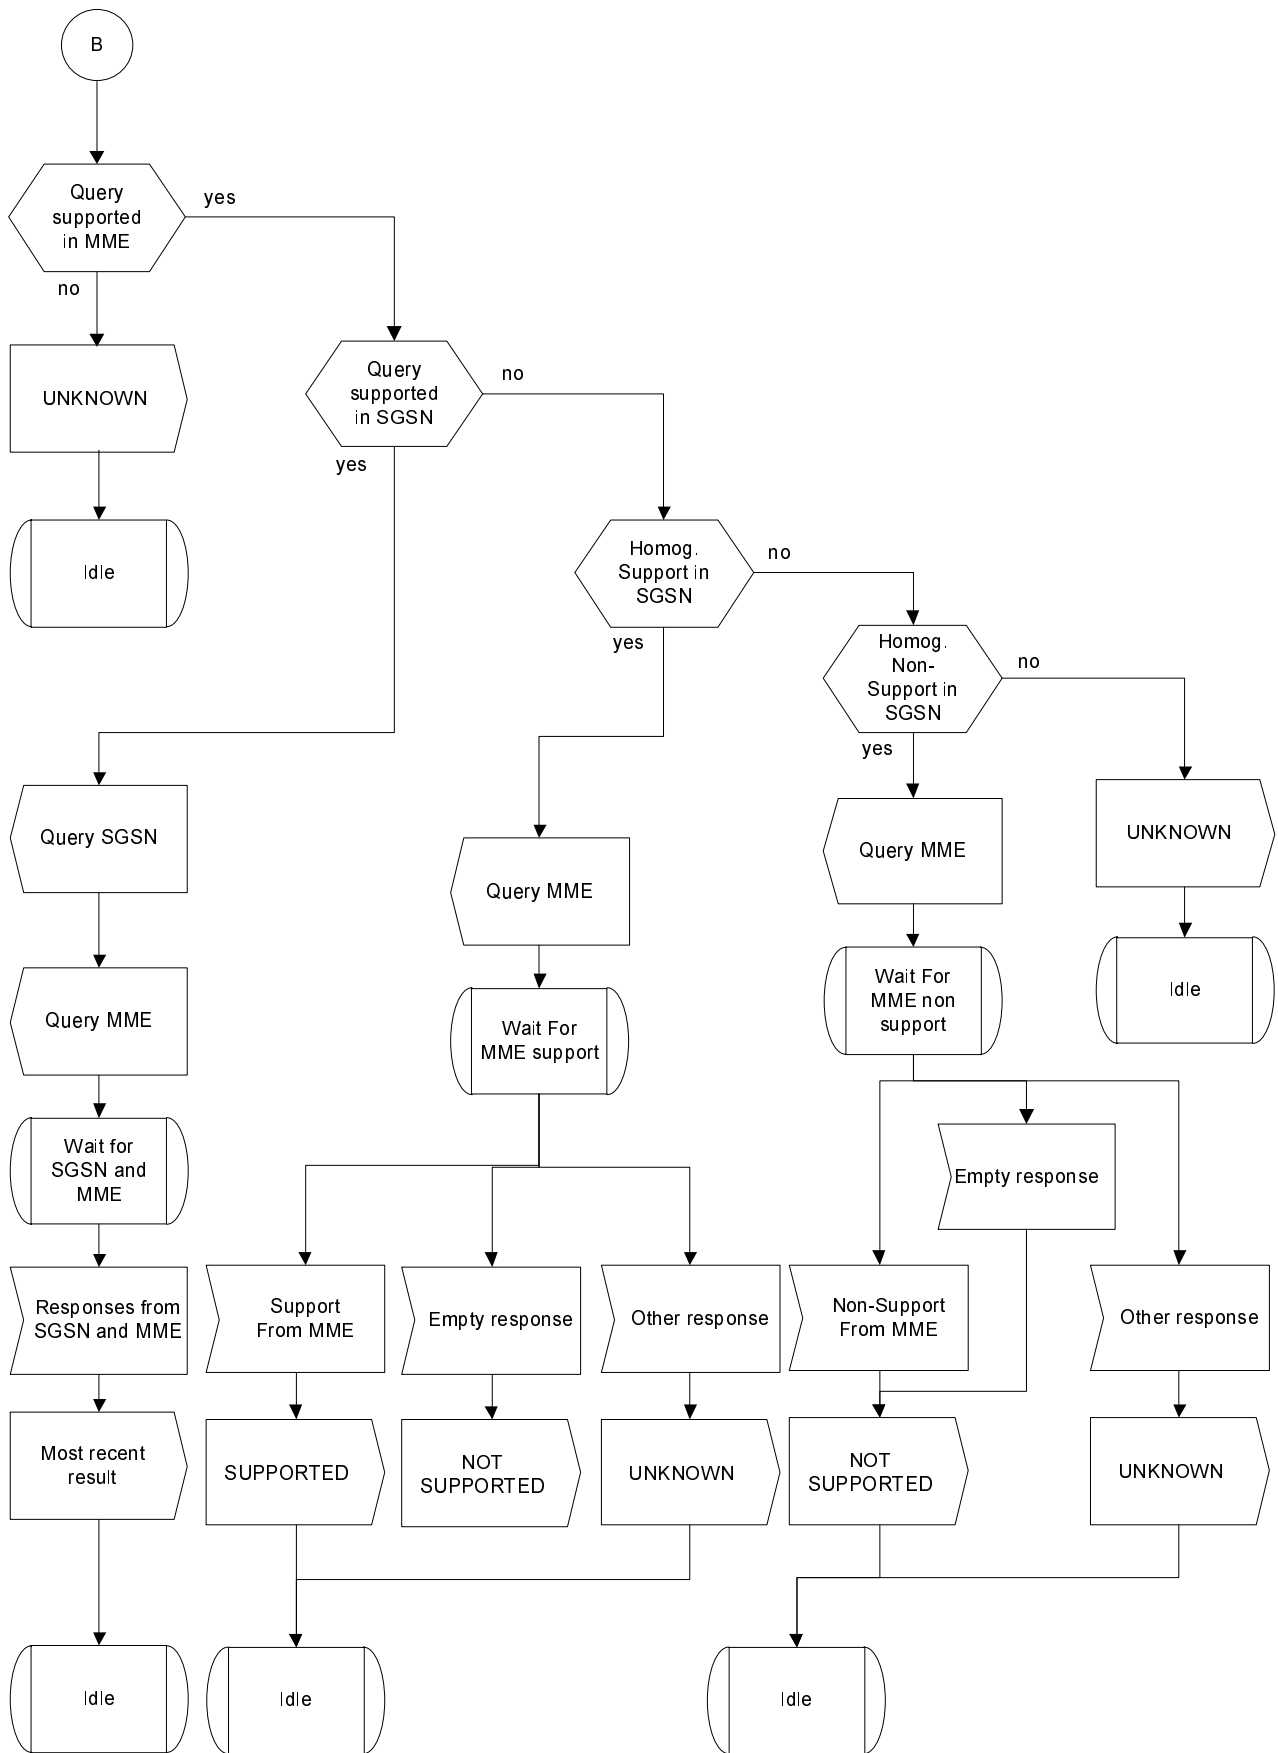 B
Query
supported
in MME
yes
no
UNKNOWN
Idle
Query
supported
in SGSN
no
yes
Homog.
Support in
SGSN
no
yes
Homog.
Non-
Support in
SGSN
no
yes
Query SGSN
Query MME
Wait for
SGSN and
MME
Responses from
SGSN and MME
Most recent
result
Idle
Query MME
Wait For
MME support
Support
From MME
Empty response
Other response
SUPPORTED
NOT
SUPPORTED
UNKNOWN
Idle
Query MME
Wait For
MME non
support
Empty response
Non-Support
From MME
Other response
NOT
SUPPORTED
UNKNOWN
Idle
UNKNOWN
Idle